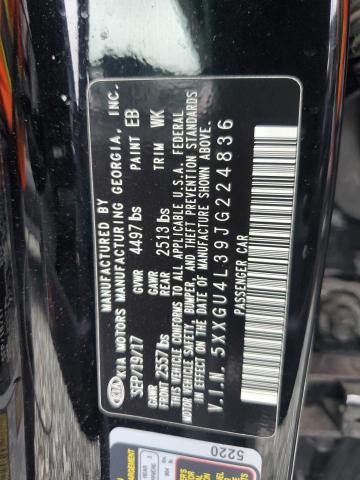 MANUFACTURED BY
KIA MOTORS MANUFACTURING GEORGIA, INC.
SEP/19/17 GVWR 4497 lbs PAINT EB
GAWR FRONT 2557 lbs GAWR REAR 2513 lbs TRIM WK
THIS VEHICLE CONFORMS TO ALL APPLICABLE U.S.A. FEDERAL
MOTOR VEHICLE SAFETY, BUMPER, AND THEFT PREVENTION STANDARDS
IN EFFECT ON THE DATE OF MANUFACTURE SHOWN ABOVE.
V.I.N. 5XXGU4L39JG224836
PASSENGER CAR
5220